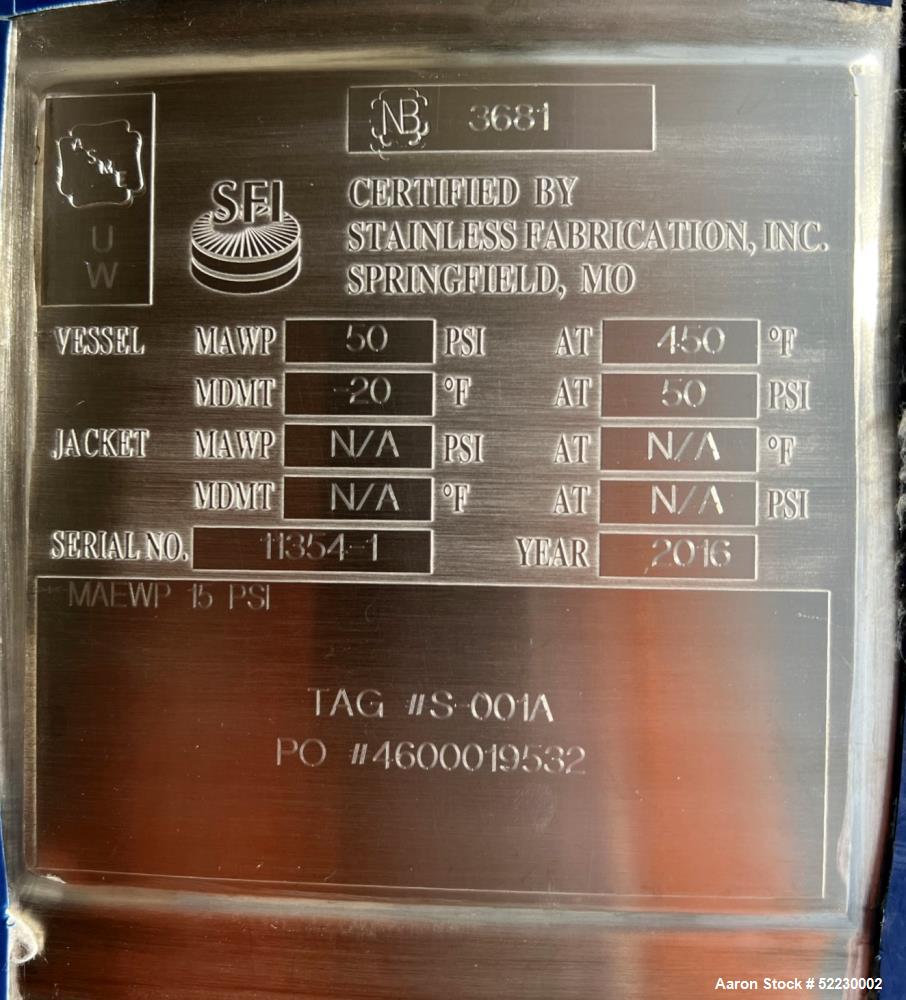 NB 3681
ASME
U
W
SFI
CERTIFIED BY
STAINLESS FABRICATION, INC.
SPRINGFIELD, MO
VESSEL MAWP 50 PSI AT 450 °F
MDMT -20 °F AT 50 PSI
JACKET MAWP N/A PSI AT N/A °F
MDMT N/A °F AT N/A PSI
SERIAL NO. 11354-1 YEAR 2016
MAEWP 15 PSI
TAG #S-001A
PO #4600019532
Aaron Stock # 52230002